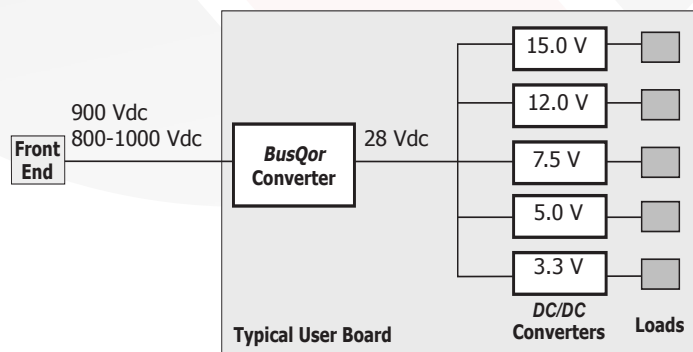 900 Vdc
800-1000 Vdc
Front
End
BusQor
Converter
28 Vdc
15.0 V
12.0 V
7.5 V
5.0 V
3.3 V
DC/DC
Converters
Loads
Typical User Board